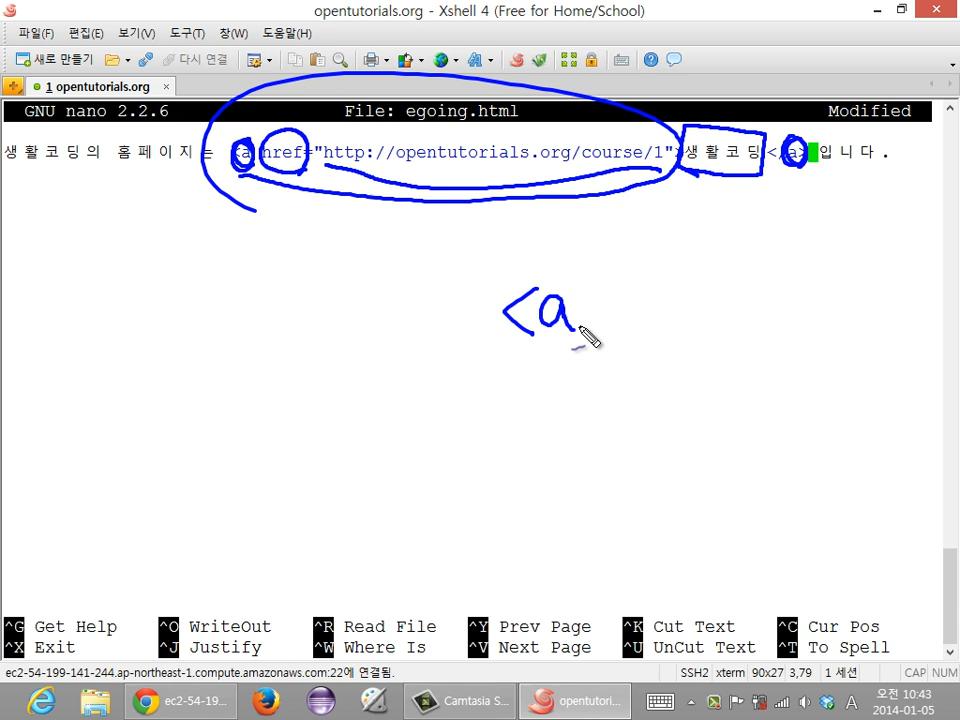 opentutorials.org - Xshell 4 (Free for Home/School)
파일(F) 편집(E) 보기(V) 도구(T) 창(W) 도움말(H)
새로 만들기 다시 연결
1 opentutorials.org ×
GNU nano 2.2.6 File: egoing.html Modified
생활코딩의 홈페이지는 <a href="http://opentutorials.org/course/1">생활코딩</a>입니다.
<a
^G Get Help ^O WriteOut ^R Read File ^Y Prev Page ^K Cut Text ^C Cur Pos
^X Exit ^J Justify ^W Where Is ^V Next Page ^U UnCut Text ^T To Spell
ec2-54-199-141-244.ap-northeast-1.compute.amazonaws.com:22에 연결됨. SSH2 xterm 90x27 3,79 1 세션 CAP NUM
ec2-54-19... Camtasia S... opentutori... A 오전 10:43
2014-01-05